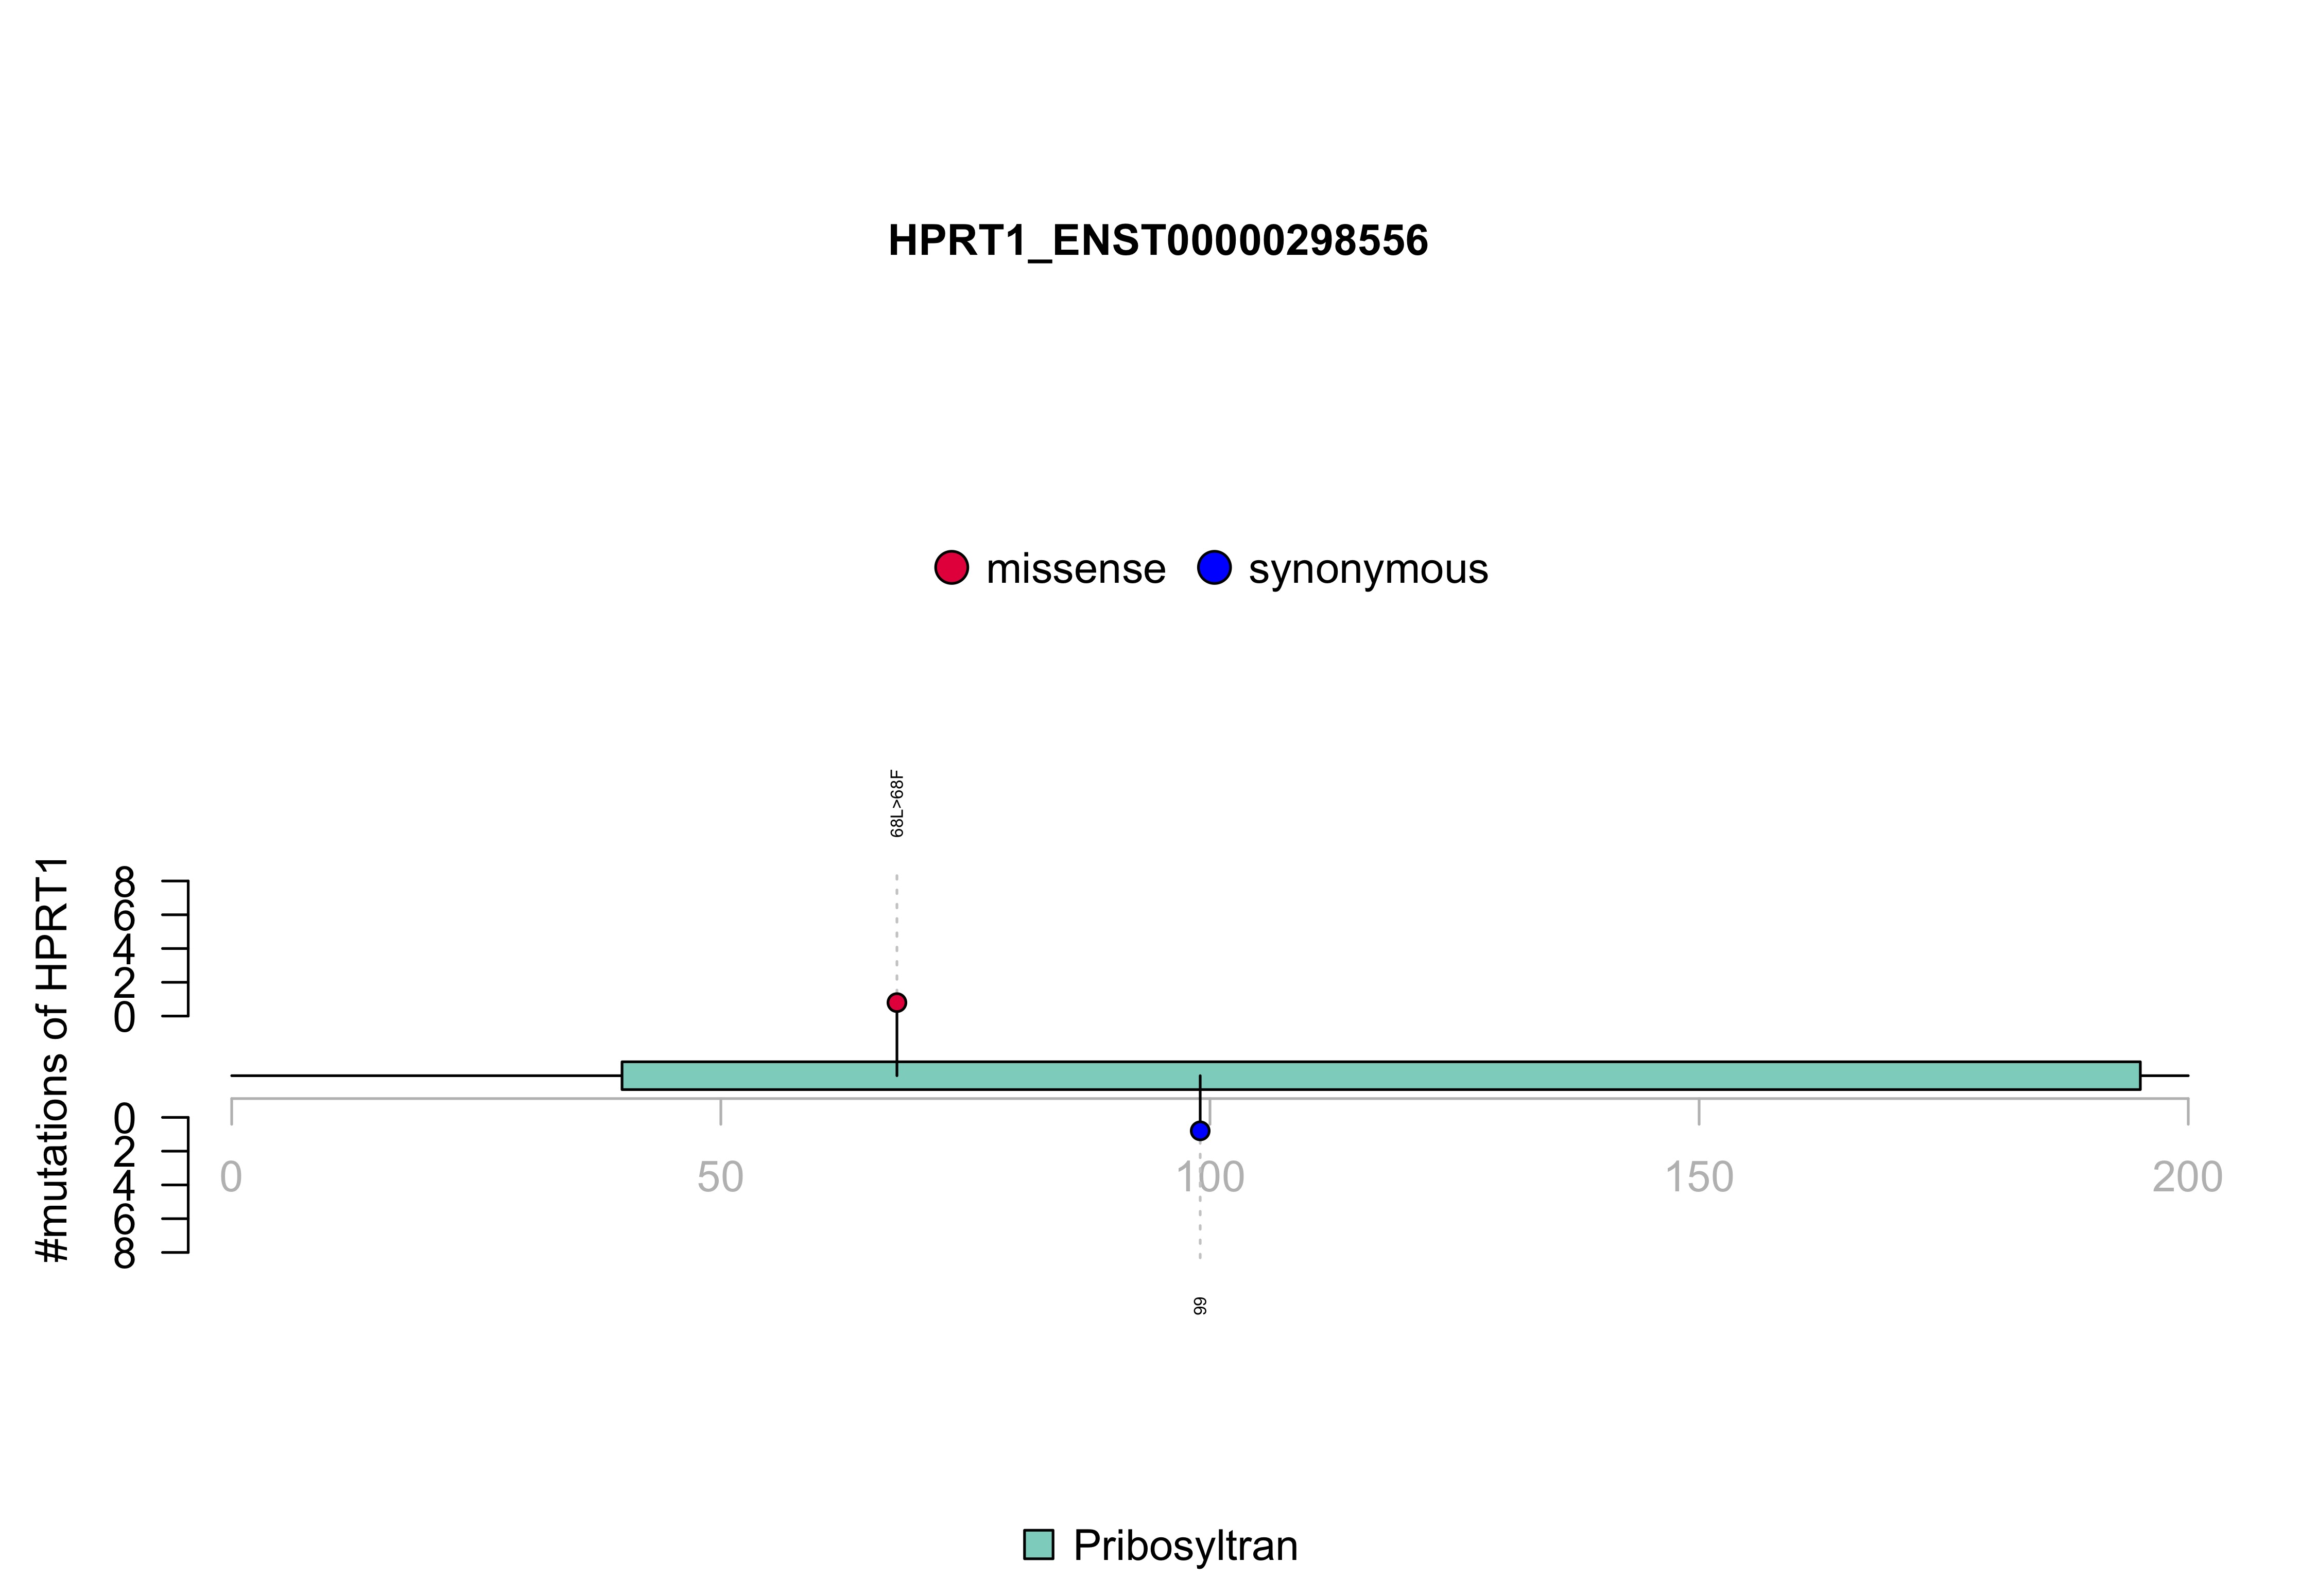 HPRT1_ENST00000298556
missense synonymous
68L>68F
#mutations of HPRT1
8
6
4
2
0
0
2
4
6
8
0 50 100 150 200
99
Pribosyltran